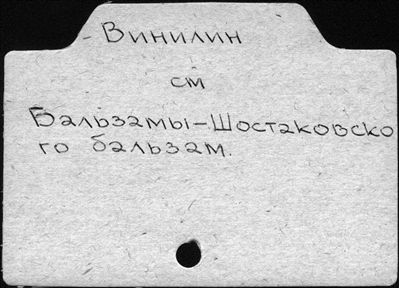 - Винилин
см
Бальзамы-Шостаковско
го бальзам.